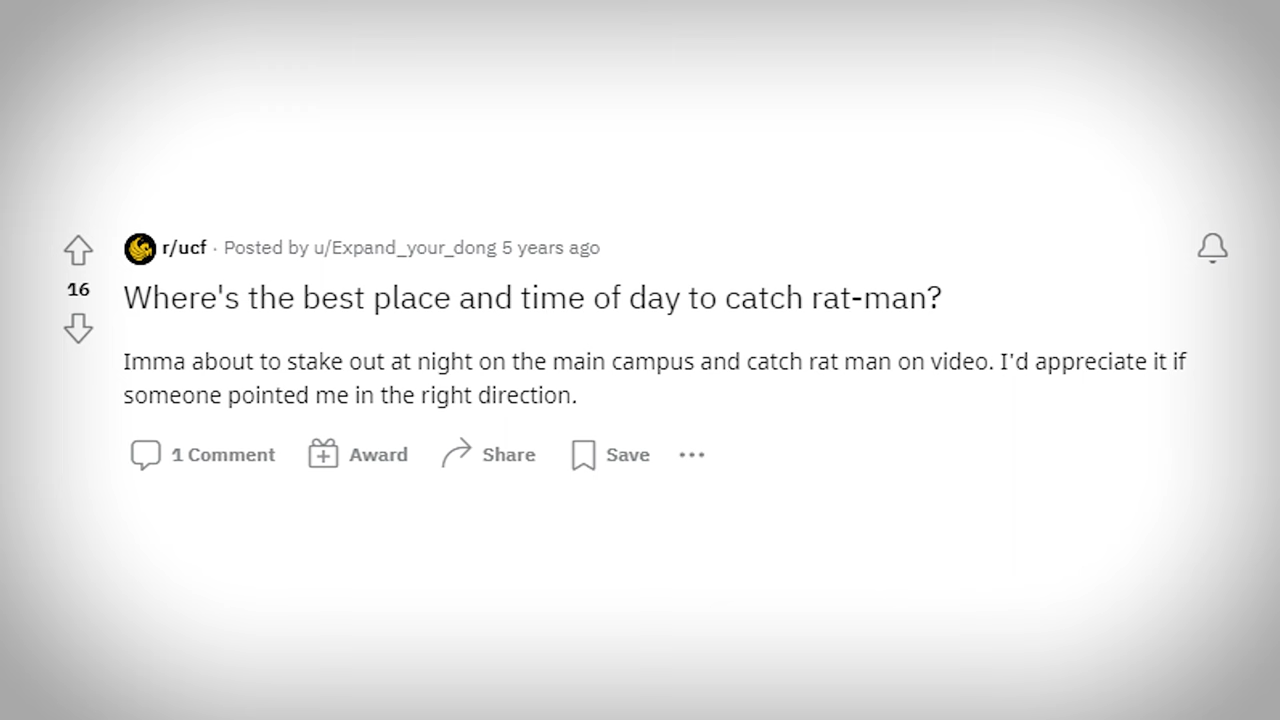 r/ucf · Posted by u/Expand_your_dong 5 years ago
16
Where's the best place and time of day to catch rat-man?
Imma about to stake out at night on the main campus and catch rat man on video. I'd appreciate it if
someone pointed me in the right direction.
1 Comment Award Share Save ...